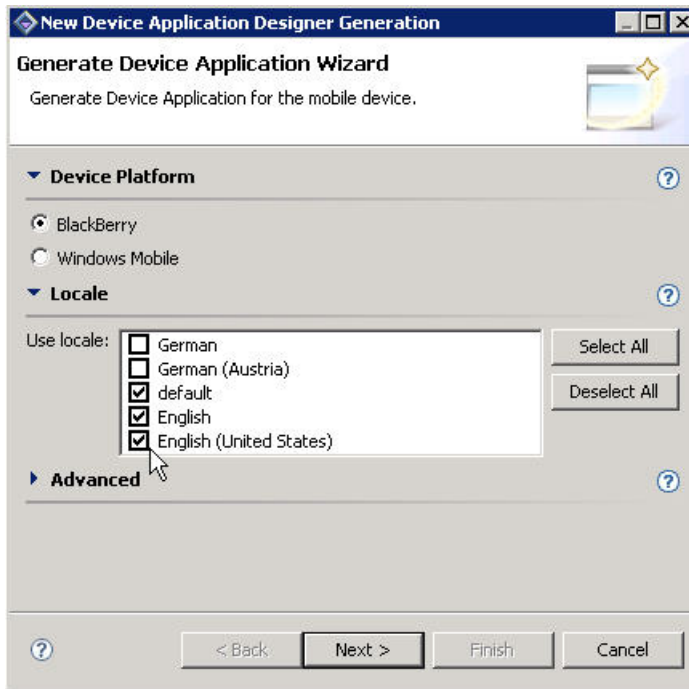 New Device Application Designer Generation
Generate Device Application Wizard
Generate Device Application for the mobile device.
Device Platform
BlackBerry
Windows Mobile
Locale
Use locale:
German
German (Austria)
default
English
English (United States)
Select All
Deselect All
Advanced
< Back
Next >
Finish
Cancel